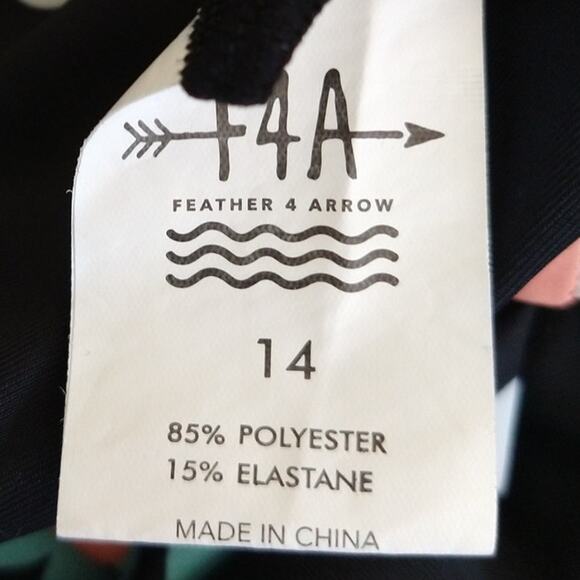 F4A
FEATHER 4 ARROW
14
85% POLYESTER
15% ELASTANE
MADE IN CHINA